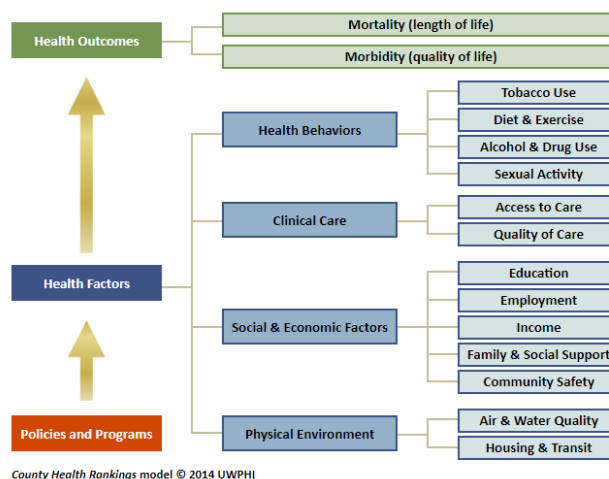 Health Outcomes
Mortality (length of life)
Morbidity (quality of life)
Health Factors
Health Behaviors
Tobacco Use
Diet & Exercise
Alcohol & Drug Use
Sexual Activity
Clinical Care
Access to Care
Quality of Care
Social & Economic Factors
Education
Employment
Income
Family & Social Support
Community Safety
Physical Environment
Air & Water Quality
Housing & Transit
Policies and Programs
County Health Rankings model © 2014 UWPHI